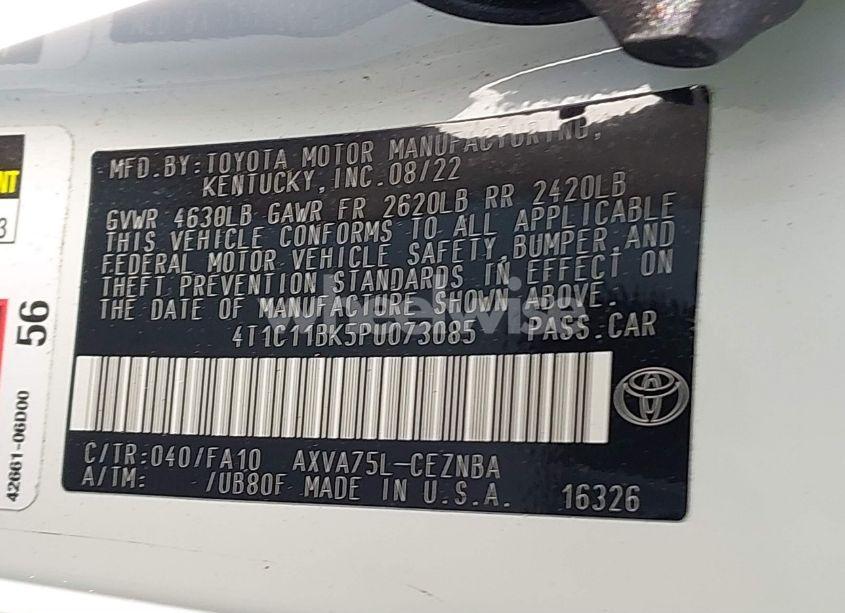 MFD.BY:TOYOTA MOTOR MANUFACTURING,
KENTUCKY,INC.08/22
GVWR 4630LB GAWR FR 2620LB RR 2420LB
THIS VEHICLE CONFORMS TO ALL APPLICABLE
FEDERAL MOTOR VEHICLE SAFETY,BUMPER,AND
THEFT PREVENTION STANDARDS IN EFFECT ON
THE DATE OF MANUFACTURE SHOWN ABOVE.
4T1C11BK5PU073085 PASS.CAR
C/TR:040/FA10 AXVA75L-CEZNBA
A/TM: /UB80F MADE IN U.S.A. 16326
wheelwise
56
42661-06D00